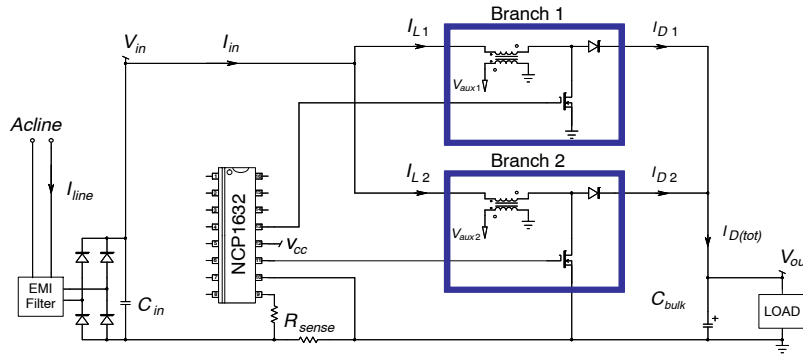 Branch 1
V_in
I_in
I_L1
I_D1
V_aux1
Acline
I_line
Branch 2
I_L2
I_D2
V_aux2
NCP1632
V_cc
I_D(tot)
V_ou
EMI
Filter
C_in
R_sense
C_bulk
+
LOAD